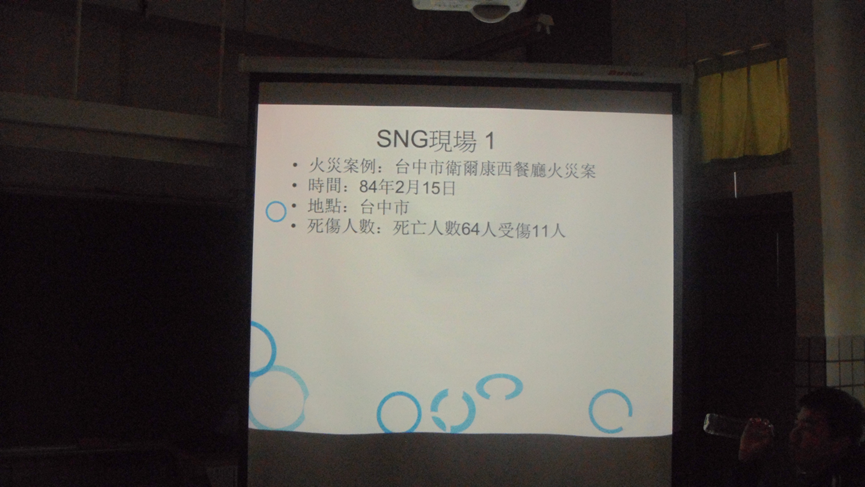 SNG現場 1
• 火災案例：台中市衛爾康西餐廳火災案
• 時間：84年2月15日
• 地點：台中市
• 死傷人數：死亡人數64人受傷11人